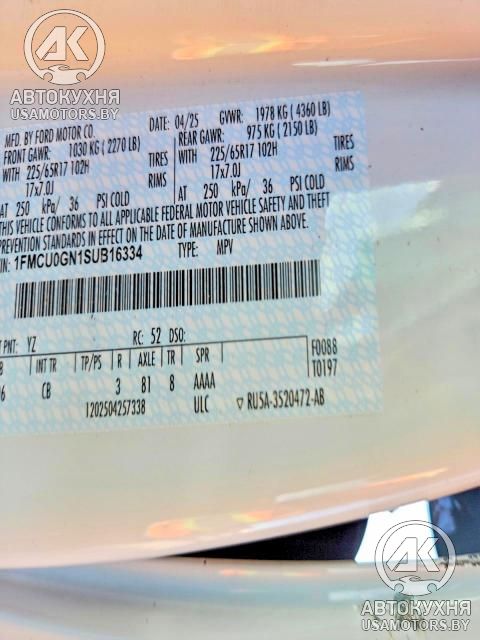 AK
АВТОКУХНЯ
USAMOTORS.BY
MFD. BY FORD MOTOR CO.
DATE: 04/25 GVWR: 1978 KG ( 4360 LB)
FRONT GAWR: 1030 KG ( 2270 LB)
REAR GAWR: 975 KG ( 2150 LB)
WITH 225/65R17 102H TIRES
WITH 225/65R17 102H TIRES
17x7.0J RIMS
17x7.0J RIMS
AT 250 kPa/ 36 PSI COLD
AT 250 kPa/ 36 PSI COLD
THIS VEHICLE CONFORMS TO ALL APPLICABLE FEDERAL MOTOR VEHICLE SAFETY AND THEFT
PREVENTION STANDARDS IN EFFECT ON THE DATE OF MANUFACTURE SHOWN ABOVE.
IN: 1FMCU0GN1SUB16334 TYPE: MPV
T PNT: YZ RC: 52 DSO:
B INT TR TP/PS R AXLE TR SPR F0088
6 CB 3 81 8 AAAA T0197
1202504257338 ULC ▽ RU5A-3520472-AB
AK
АВТОКУХНЯ
USAMOTORS.BY